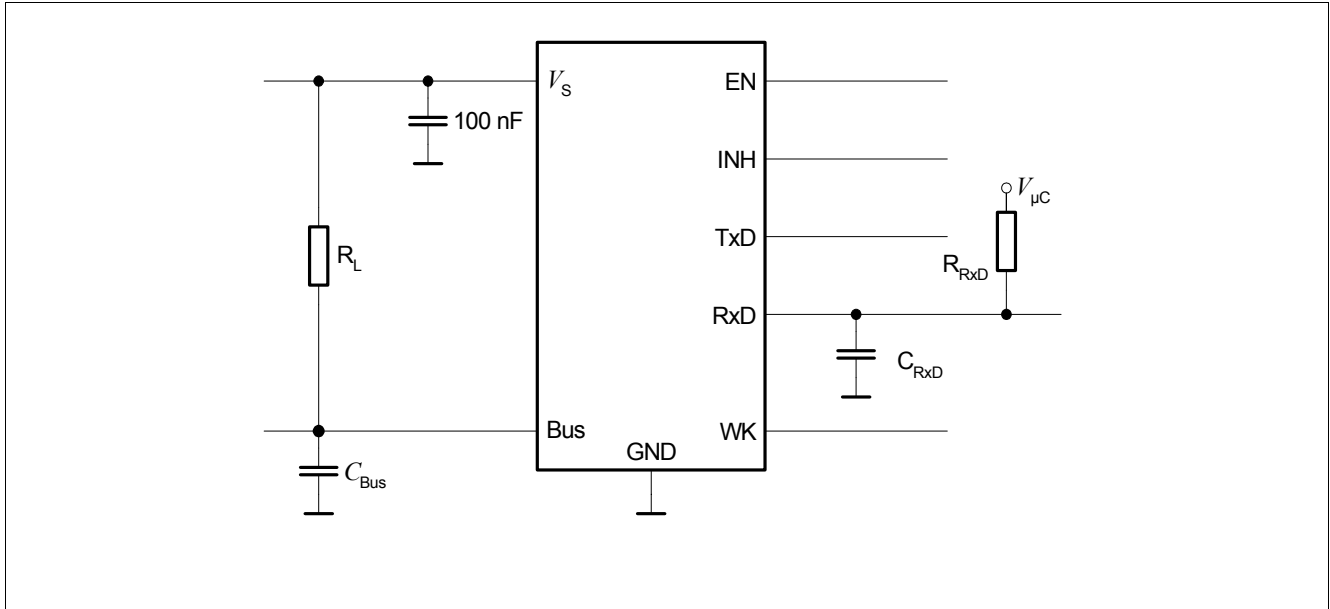 V_S
EN
100 nF
INH
V_µC
TxD
R_L
R_RxD
RxD
C_RxD
Bus
WK
GND
C_Bus